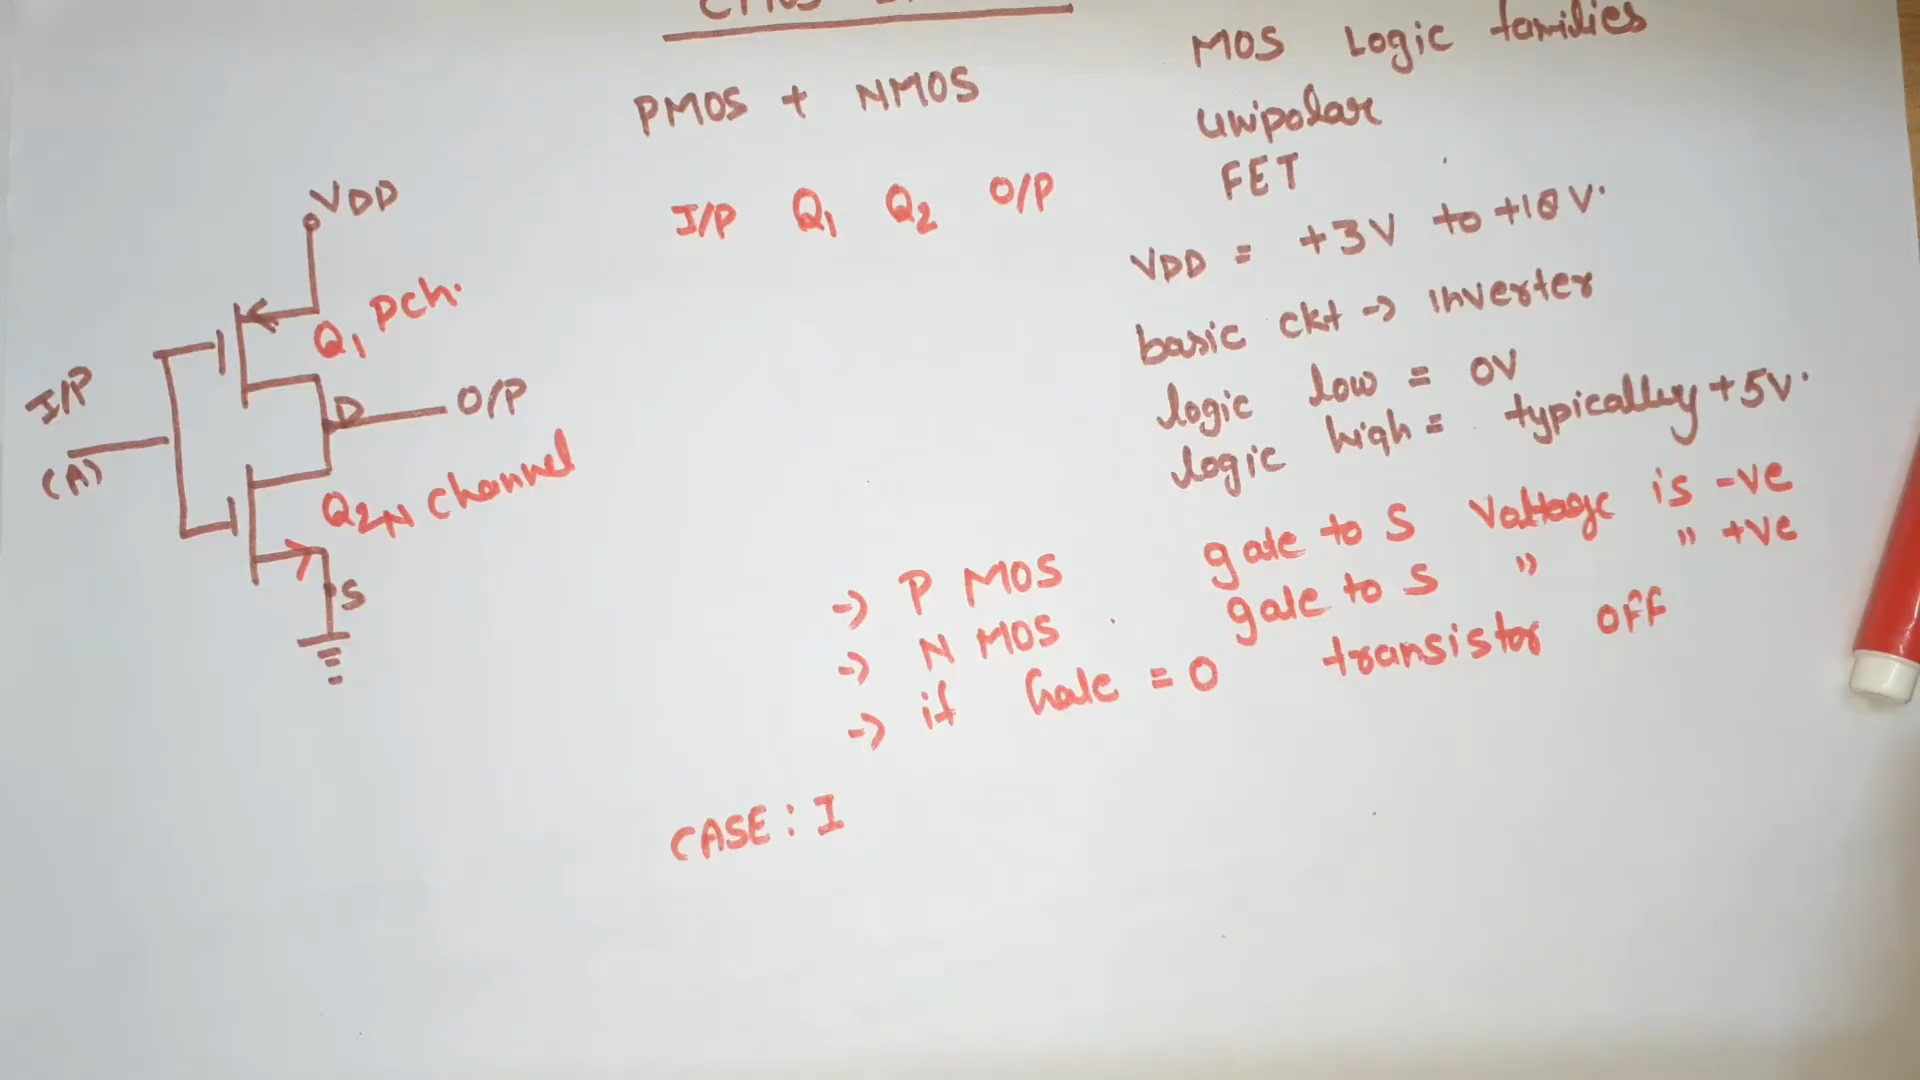 CMOS
PMOS + NMOS
I/P Q1 Q2 O/P
MOS Logic families
unipolar
FET
VDD = +3V to +18V.
basic ckt → inverter
logic low = 0V
logic high = typically +5V.
VDD
Q1 Pch.
I/P
(A)
D
O/P
Q2 N channel
S
→ P MOS gate to S Voltage is -ve
→ N MOS gate to S " " +ve
→ if Gate = 0 transistor OFF
CASE : I